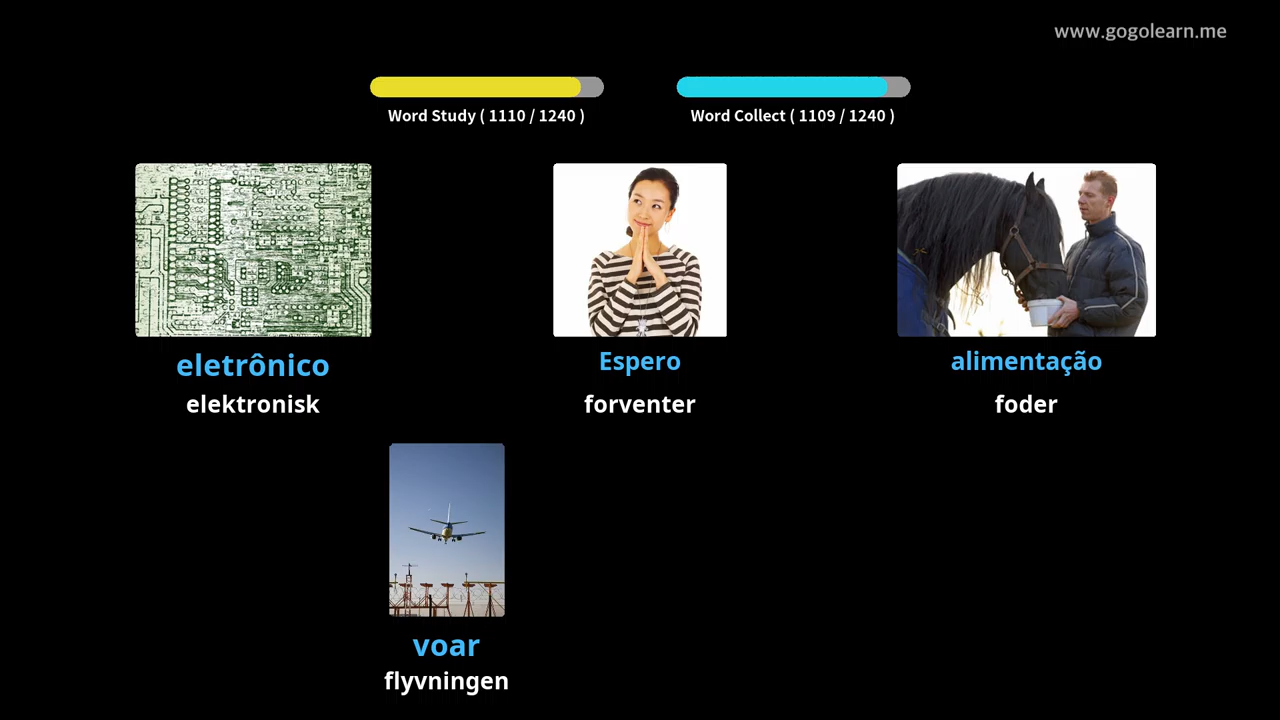 www.gogolearn.me
Word Study ( 1110 / 1240 )
Word Collect ( 1109 / 1240 )
eletrônico
elektronisk
Espero
forventer
alimentação
foder
voar
flyvningen